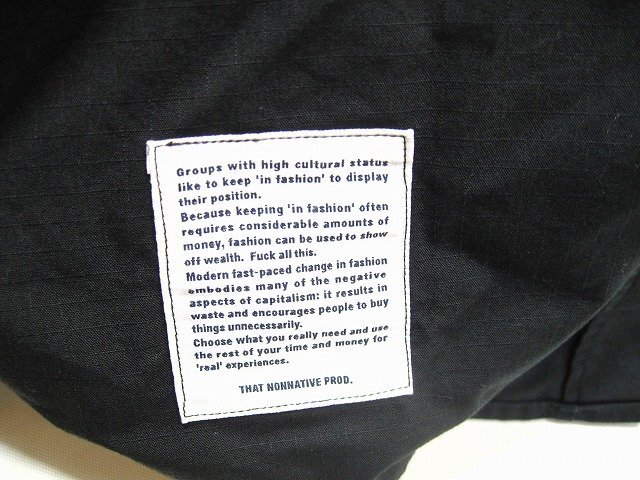 Groups with high cultural status
like to keep 'in fashion' to display
their position.
Because keeping 'in fashion' often
requires considerable amounts of
money, fashion can be used to show
off wealth. Fuck all this.
Modern fast-paced change in fashion
embodies many of the negative
aspects of capitalism: it results in
waste and encourages people to buy
things unnecessarily.
Choose what you really need and use
the rest of your time and money for
'real' experiences.
THAT NONNATIVE PROD.